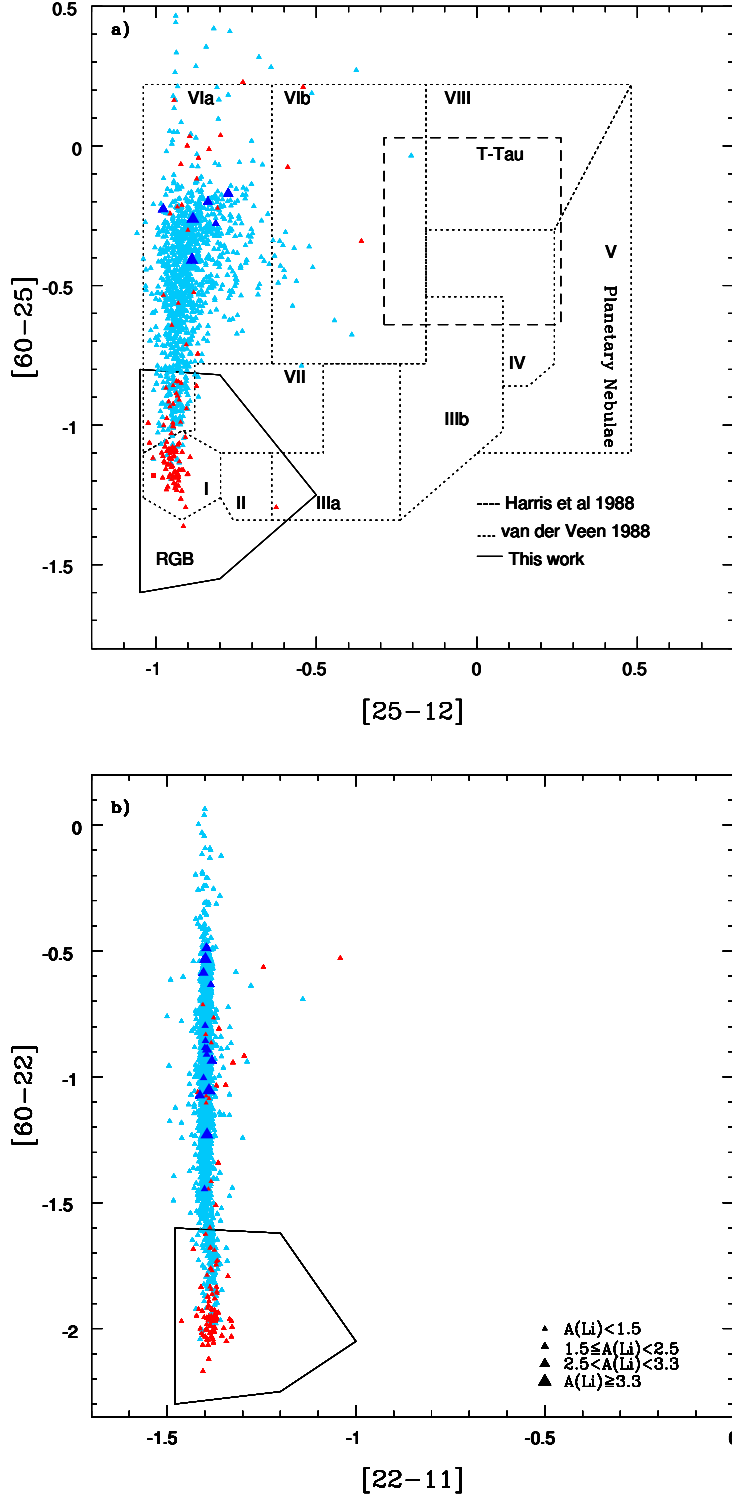 0.5
a)
VIa
VIb
VIII
T-Tau
0
V
[60-25]
-0.5
Planetary Nebulae
VII
IV
-1
IIIb
I
II
IIIa
Harris et al 1988
van der Veen 1988
This work
RGB
-1.5
-1
-0.5
0
[25-12]
b)
0
-0.5
[60-22]
-1
-1.5
-2
A(Li)<1.5
1.5≦A(Li)<2.5
2.5<A(Li)<3.3
A(Li)≧3.3
-1.5
-1
-0.5
0
[22-11]